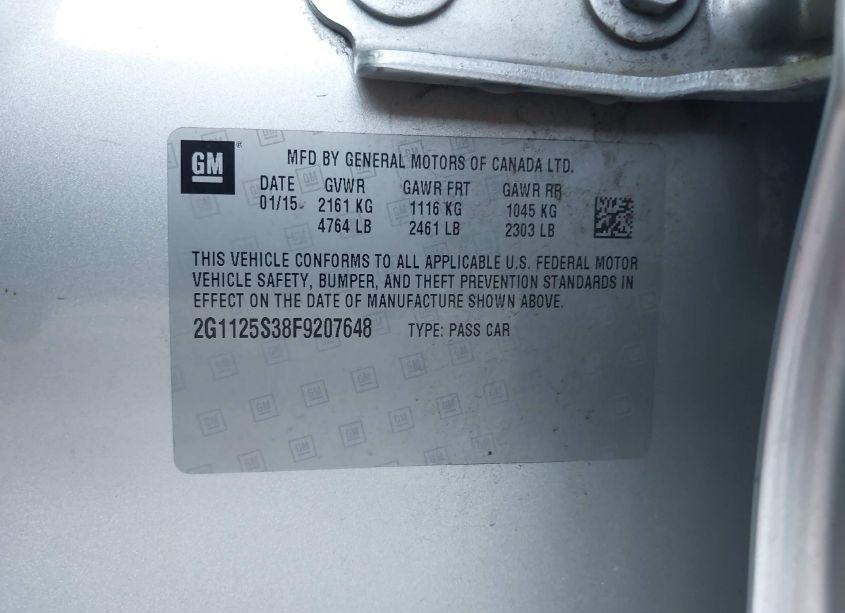 GM
MFD BY GENERAL MOTORS OF CANADA LTD.
DATE GVWR GAWR FRT GAWR RR
01/15 2161 KG 1116 KG 1045 KG
4764 LB 2461 LB 2303 LB
THIS VEHICLE CONFORMS TO ALL APPLICABLE U.S. FEDERAL MOTOR
VEHICLE SAFETY, BUMPER, AND THEFT PREVENTION STANDARDS IN
EFFECT ON THE DATE OF MANUFACTURE SHOWN ABOVE.
2G1125S38F9207648 TYPE: PASS CAR